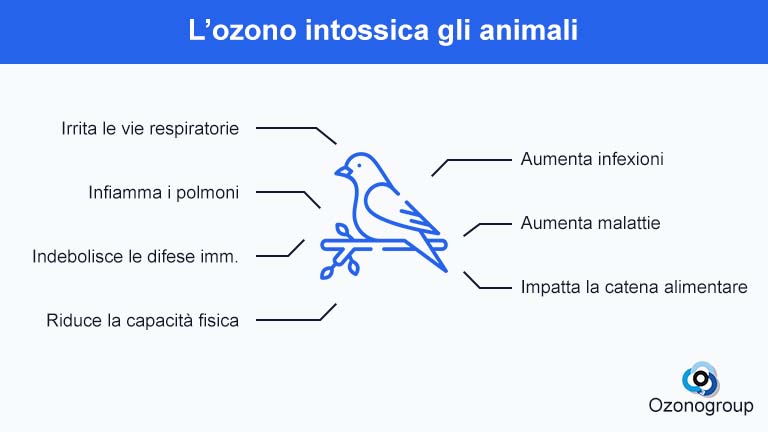 L’ozono intossica gli animali
Irrita le vie respiratorie
Infiamma i polmoni
Indebolisce le difese imm.
Riduce la capacità fisica
Aumenta infexioni
Aumenta malattie
Impatta la catena alimentare
Ozonogroup